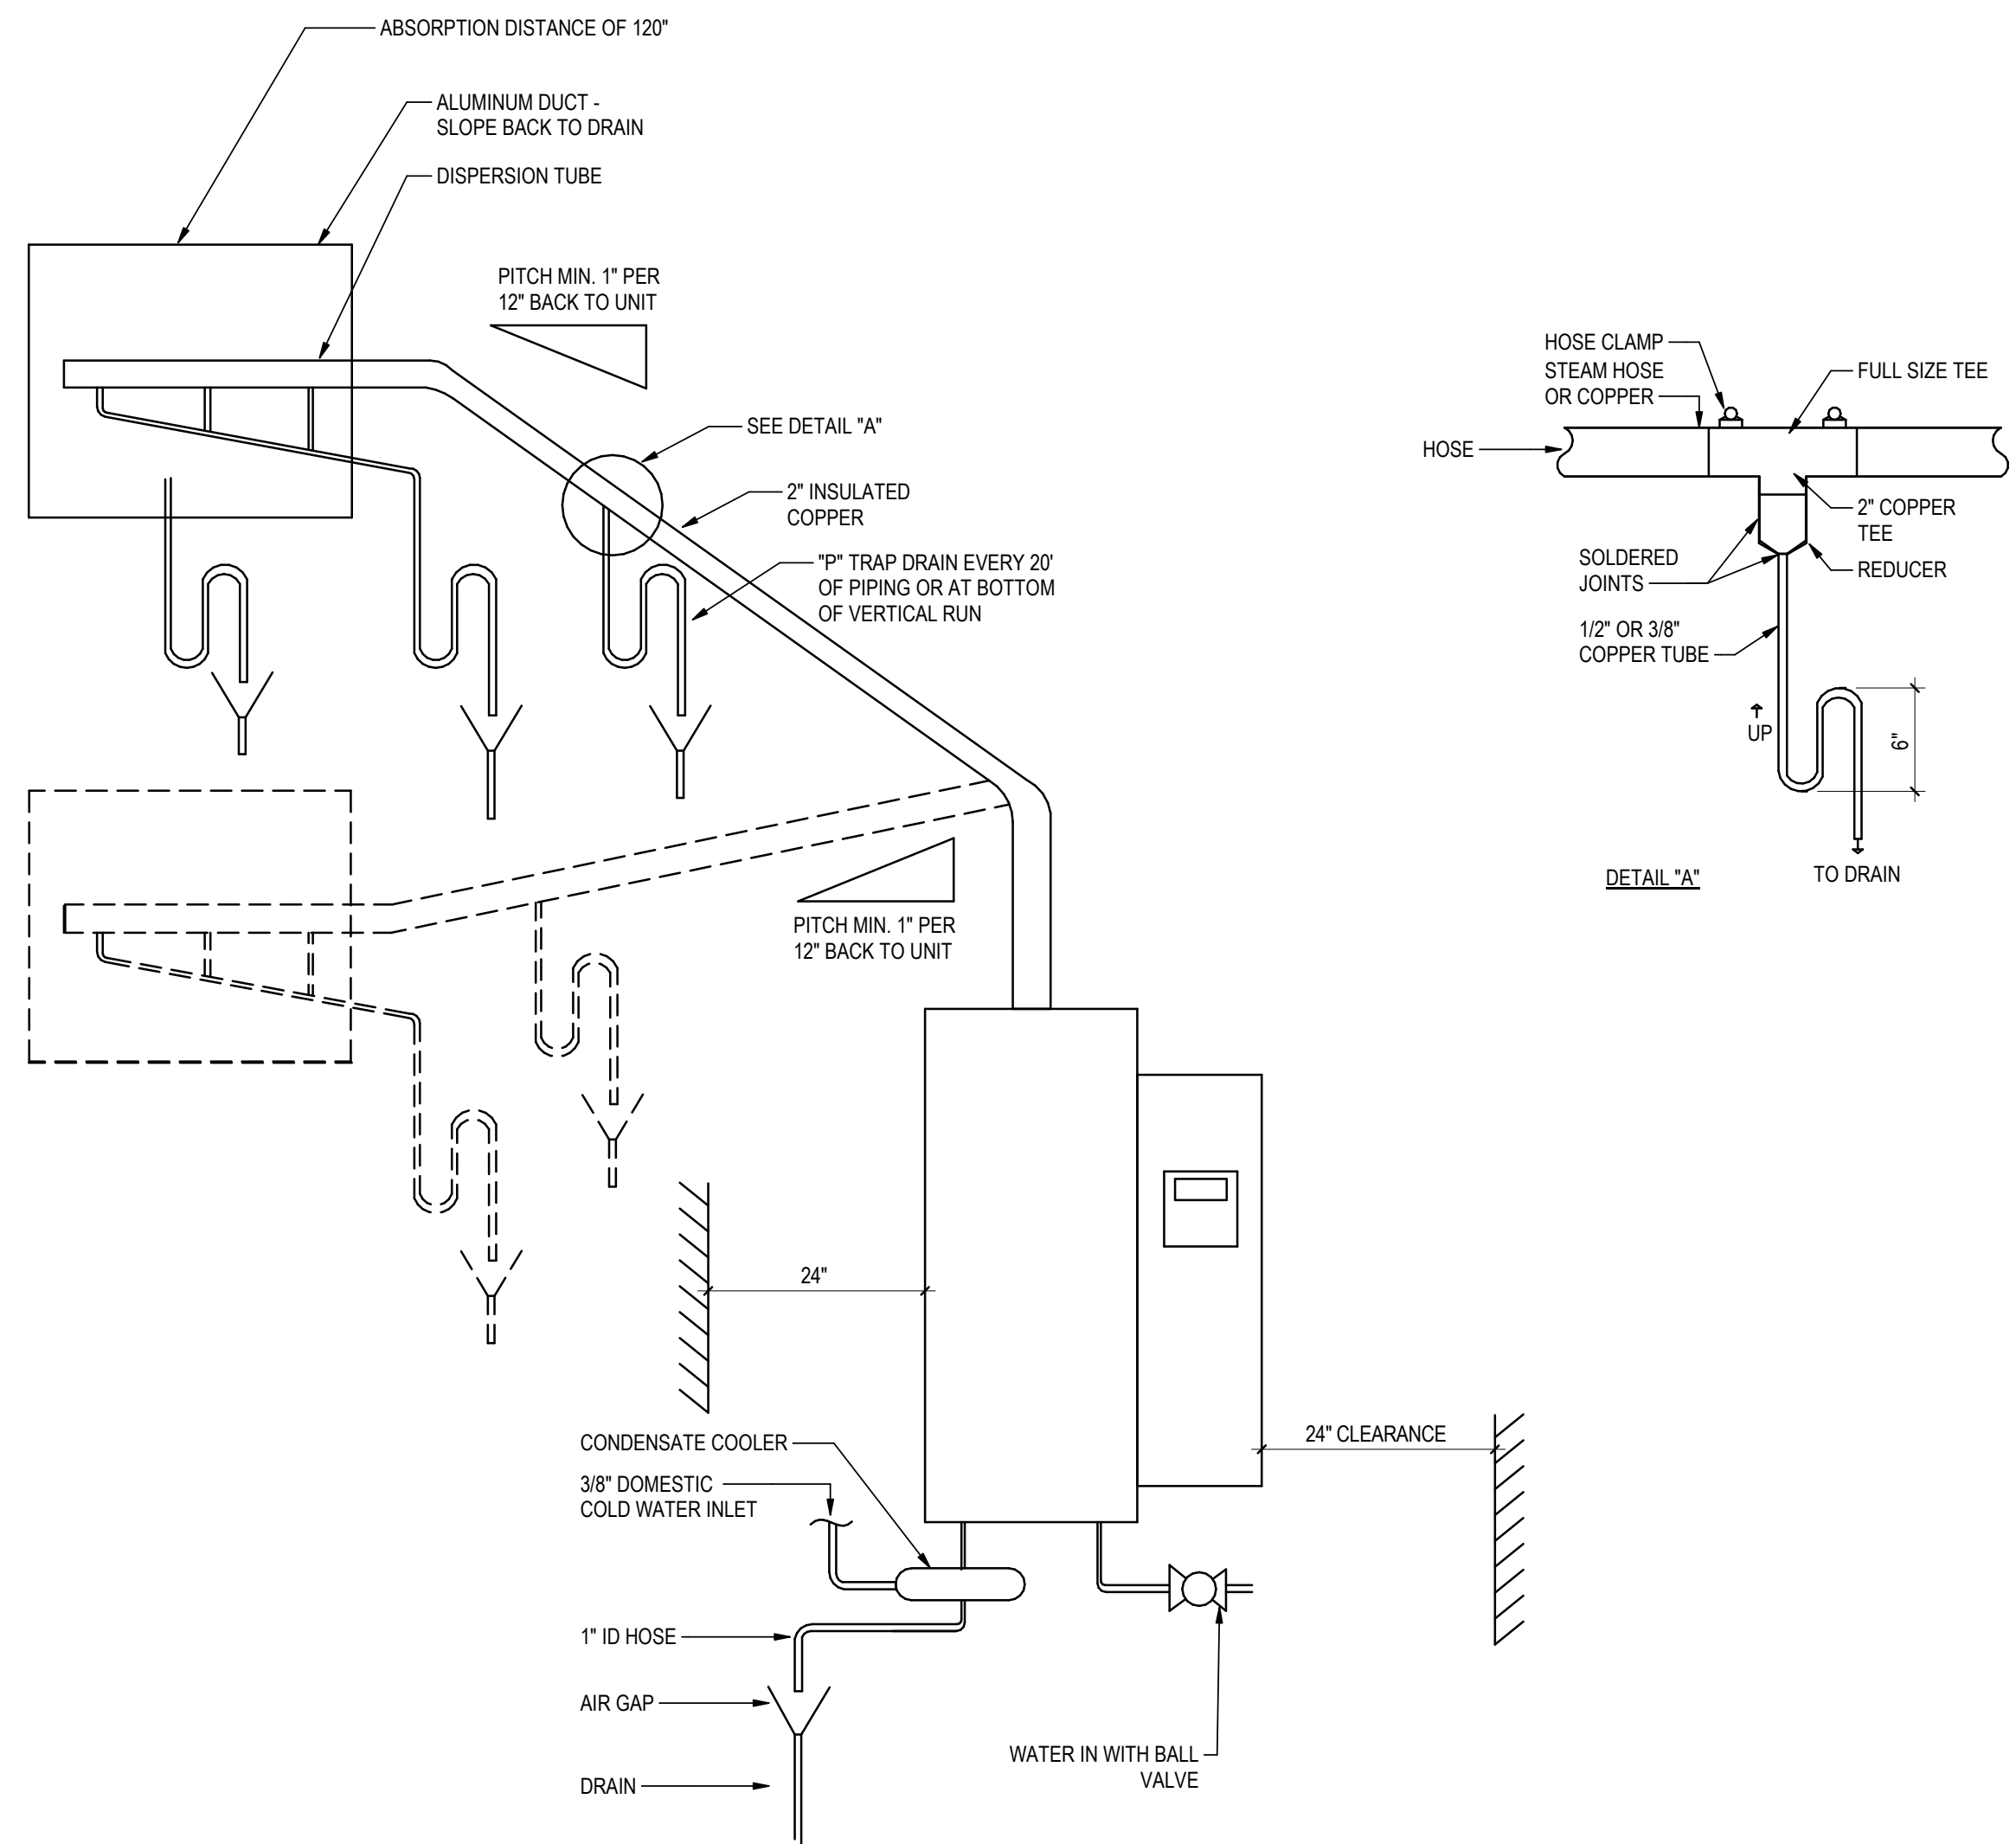 ABSORPTION DISTANCE OF 120"
ALUMINUM DUCT -
SLOPE BACK TO DRAIN
DISPERSION TUBE
PITCH MIN. 1" PER
12" BACK TO UNIT
SEE DETAIL "A"
2" INSULATED
COPPER
"P" TRAP DRAIN EVERY 20'
OF PIPING OR AT BOTTOM
OF VERTICAL RUN
HOSE CLAMP
STEAM HOSE
OR COPPER
HOSE
FULL SIZE TEE
2" COPPER
TEE
REDUCER
SOLDERED
JOINTS
1/2" OR 3/8"
COPPER TUBE
UP
6"
TO DRAIN
DETAIL "A"
PITCH MIN. 1" PER
12" BACK TO UNIT
24"
24" CLEARANCE
CONDENSATE COOLER
3/8" DOMESTIC
COLD WATER INLET
1" ID HOSE
AIR GAP
DRAIN
WATER IN WITH BALL
VALVE